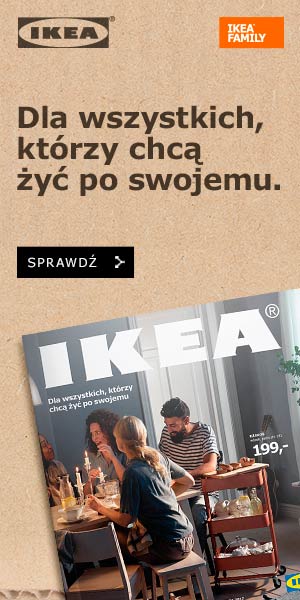 IKEA
IKEA
FAMILY
Dla wszystkich,
którzy chcą
żyć po swojemu.
SPRAWDŹ
IKEA®
Dla wszystkich, którzy
chcą żyć po swojemu
199,-